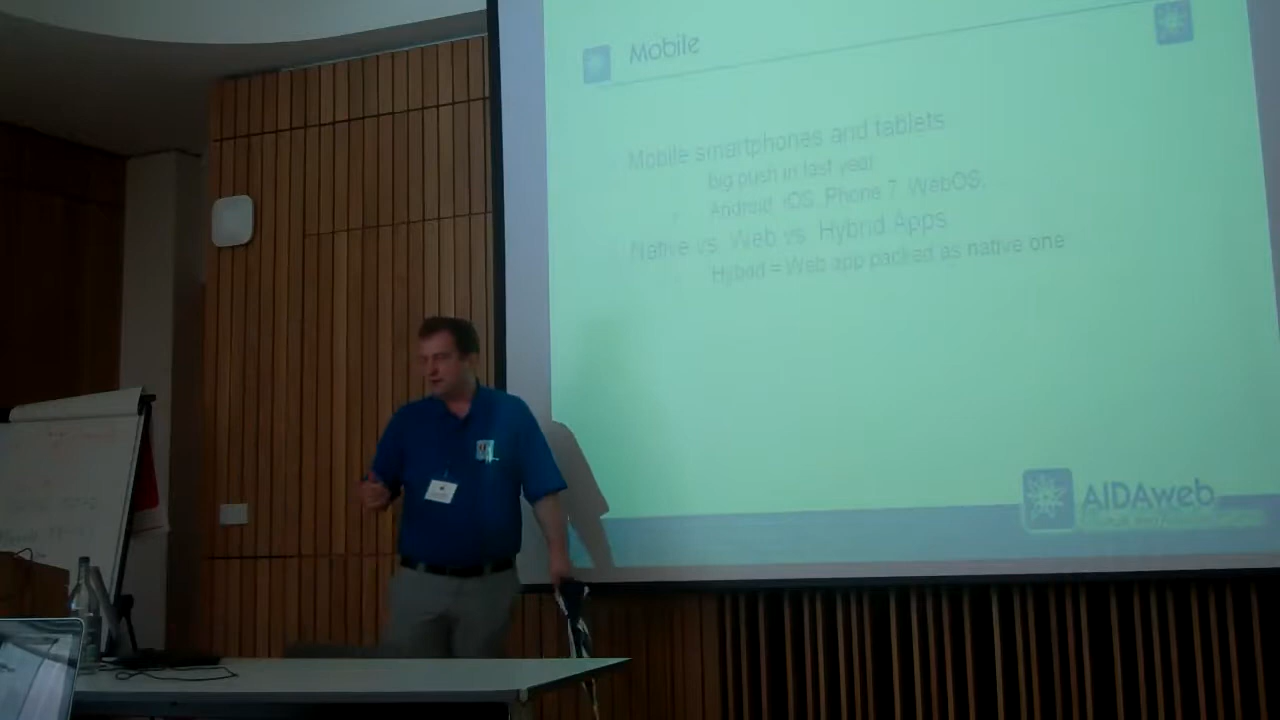 Mobile
Mobile smartphones and tablets
big push in last year
Android, iOS, Phone 7, WebOS,
Native vs. Web vs. Hybrid Apps
Hybrid = Web app packed as native one
AIDAweb